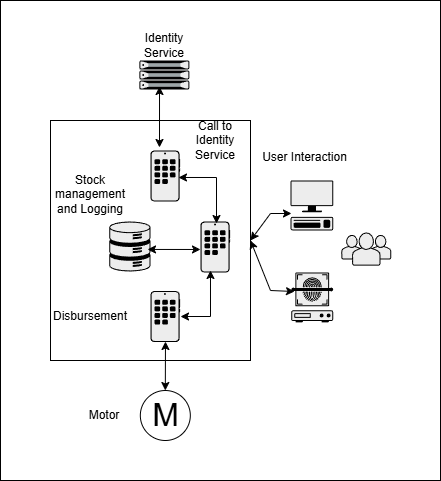 Identity
Service
Call to
Identity
Service
User Interaction
Stock
management
and Logging
Disbursement
Motor
M